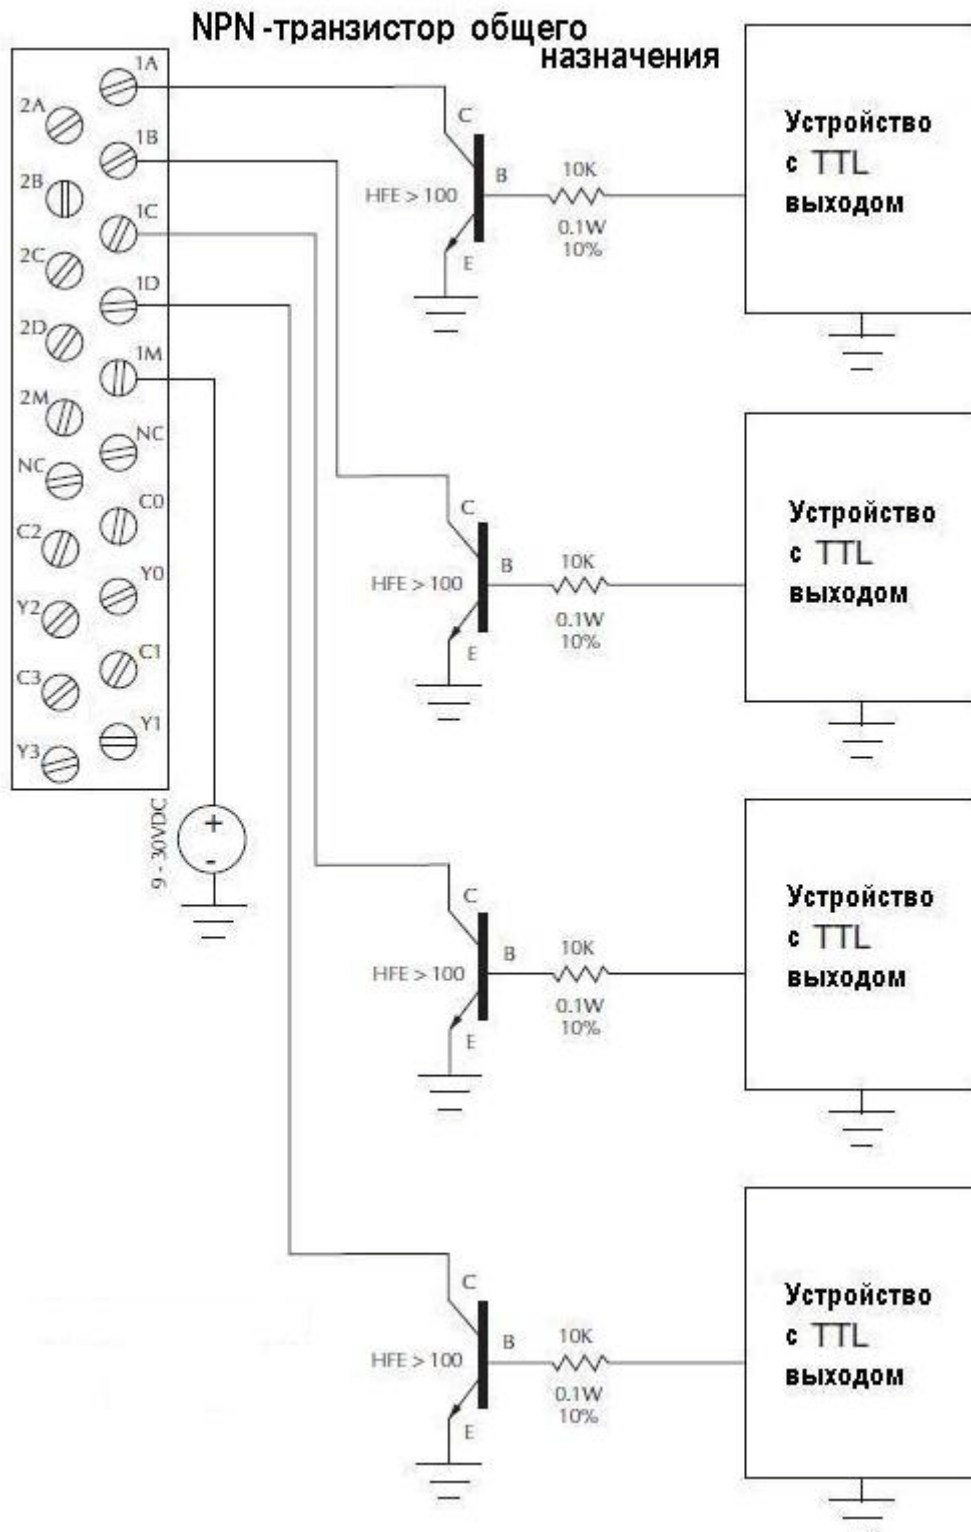 NPN-транзистор общего
назначения
1A
2A
1B
2B
1C
2C
1D
2D
1M
2M
NC
NC
C0
C2
Y0
Y2
C1
C3
Y1
Y3
9 - 30VDC
+
-
C
B
HFE > 100
E
10K
0.1W
10%
Устройство
с TTL
выходом
C
B
HFE > 100
E
10K
0.1W
10%
Устройство
с TTL
выходом
C
B
HFE > 100
E
10K
0.1W
10%
Устройство
с TTL
выходом
C
B
HFE > 100
E
10K
0.1W
10%
Устройство
с TTL
выходом